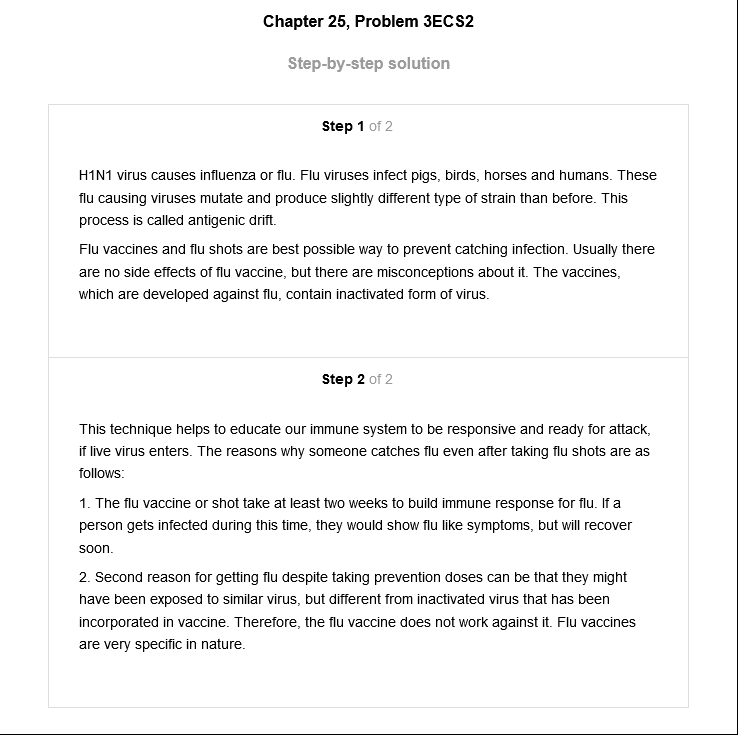 Chapter 25, Problem 3ECS2
Step-by-step solution
Step 1 of 2
H1N1 virus causes influenza or flu. Flu viruses infect pigs, birds, horses and humans. These
flu causing viruses mutate and produce slightly different type of strain than before. This
process is called antigenic drift.
Flu vaccines and flu shots are best possible way to prevent catching infection. Usually there
are no side effects of flu vaccine, but there are misconceptions about it. The vaccines,
which are developed against flu, contain inactivated form of virus.
Step 2 of 2
This technique helps to educate our immune system to be responsive and ready for attack,
if live virus enters. The reasons why someone catches flu even after taking flu shots are as
follows:
1. The flu vaccine or shot take at least two weeks to build immune response for flu. If a
person gets infected during this time, they would show flu like symptoms, but will recover
soon.
2. Second reason for getting flu despite taking prevention doses can be that they might
have been exposed to similar virus, but different from inactivated virus that has been
incorporated in vaccine. Therefore, the flu vaccine does not work against it. Flu vaccines
are very specific in nature.